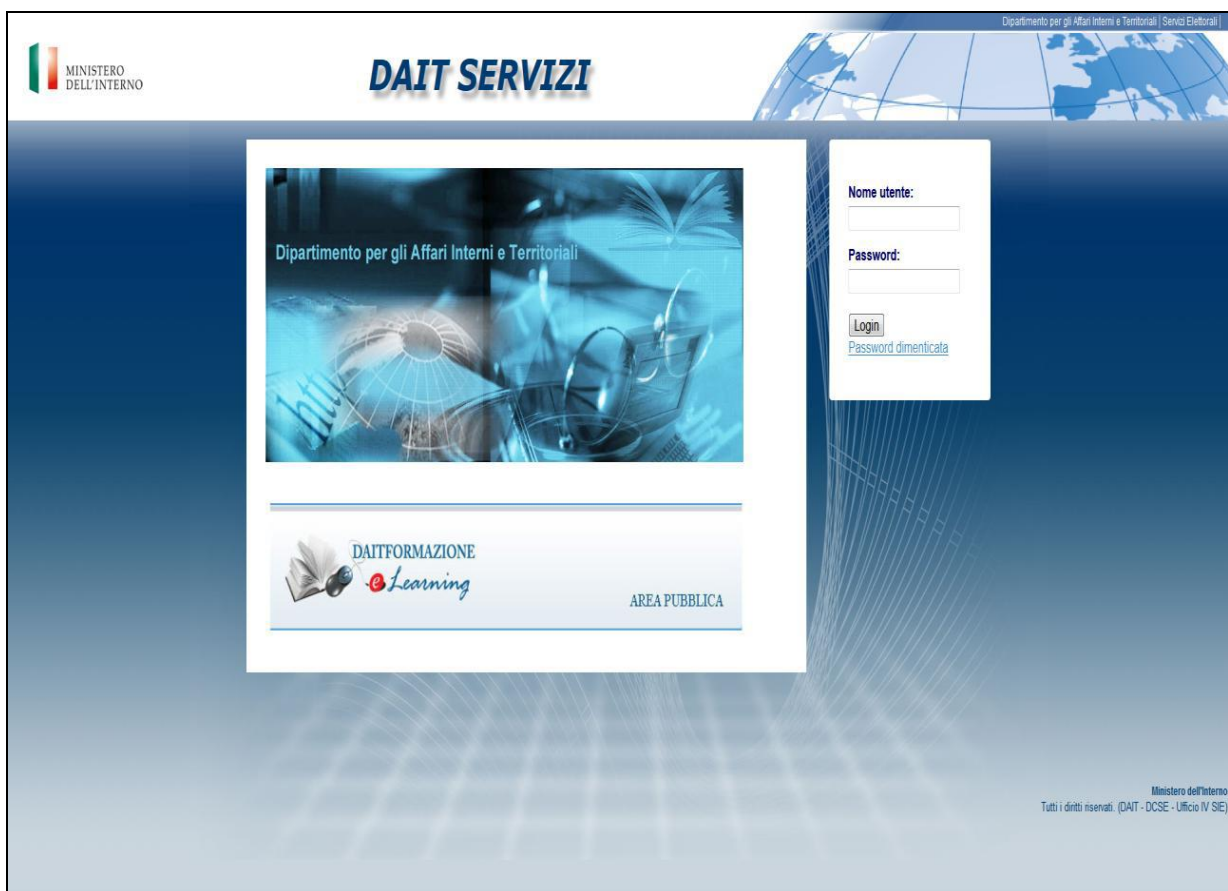 Dipartimento per gli Affari Interni e Territoriali | Servizi Elettorali |
MINISTERO
DELL'INTERNO
DAIT SERVIZI
Dipartimento per gli Affari Interni e Territoriali
http
Nome utente:
Password:
Login
Password dimenticata
DAITFORMAZIONE
e Learning
AREA PUBBLICA
Ministero dell'Interno
Tutti i diritti riservati. (DAIT - DCSE - Ufficio IV SIE)